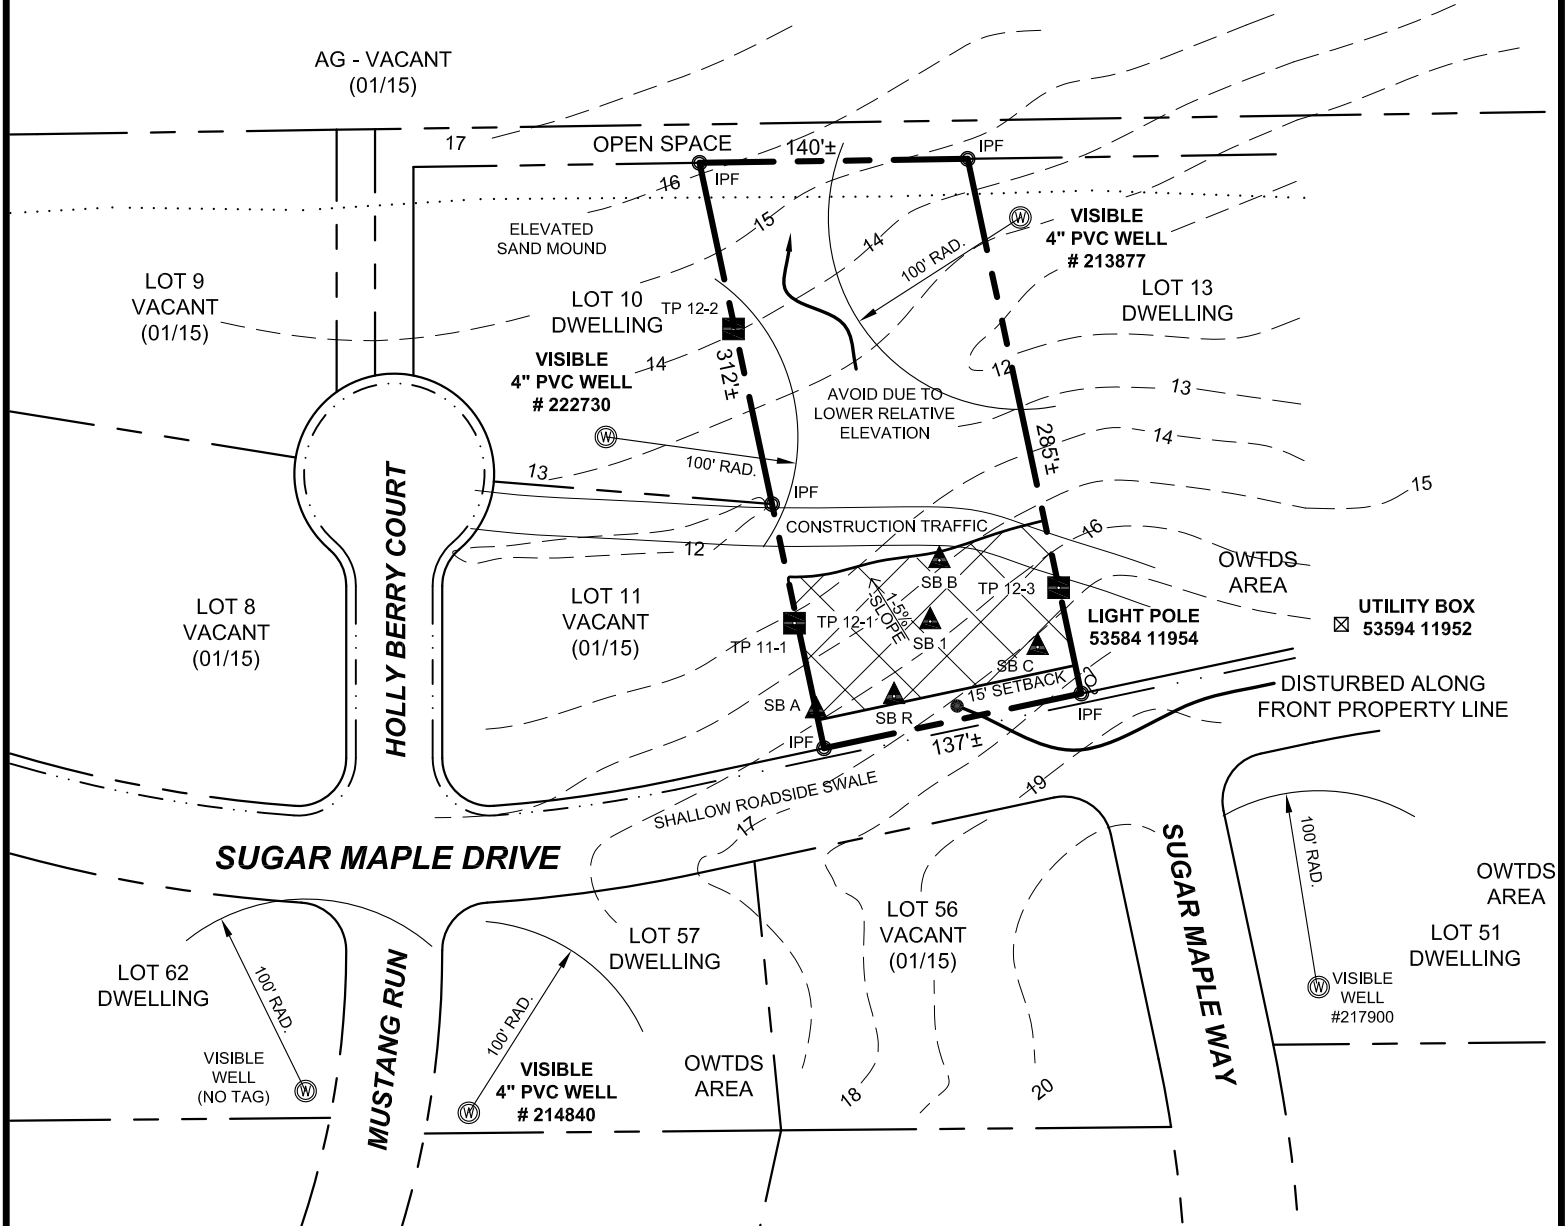 AG - VACANT
(01/15)
17
OPEN SPACE
140'±
IPF
IPF
16
15
14
ELEVATED
SAND MOUND
VISIBLE
4" PVC WELL
# 213877
W
100' RAD.
LOT 9
VACANT
(01/15)
LOT 10
DWELLING
TP 12-2
LOT 13
DWELLING
VISIBLE
4" PVC WELL
# 222730
14
312'±
12
13
AVOID DUE TO
LOWER RELATIVE
ELEVATION
W
100' RAD.
285'±
14
13
IPF
15
CONSTRUCTION TRAFFIC
16
12
HOLLY BERRY COURT
OWTDS
AREA
SB B
TP 12-3
1-5%
SLOPE
LOT 8
VACANT
(01/15)
LOT 11
VACANT
(01/15)
TP 12-1
TP 11-1
SB 1
LIGHT POLE
53584 11954
UTILITY BOX
53594 11952
SB C
15' SETBACK
SB A
SB R
IPF
IPF
137'±
DISTURBED ALONG
FRONT PROPERTY LINE
SHALLOW ROADSIDE SWALE
17
19
SUGAR MAPLE DRIVE
SUGAR MAPLE WAY
100' RAD.
OWTDS
AREA
LOT 56
VACANT
(01/15)
LOT 57
DWELLING
LOT 51
DWELLING
LOT 62
DWELLING
MUSTANG RUN
100' RAD.
100' RAD.
W
VISIBLE
WELL
#217900
VISIBLE
WELL
(NO TAG)
W
W
VISIBLE
4" PVC WELL
# 214840
OWTDS
AREA
18
20